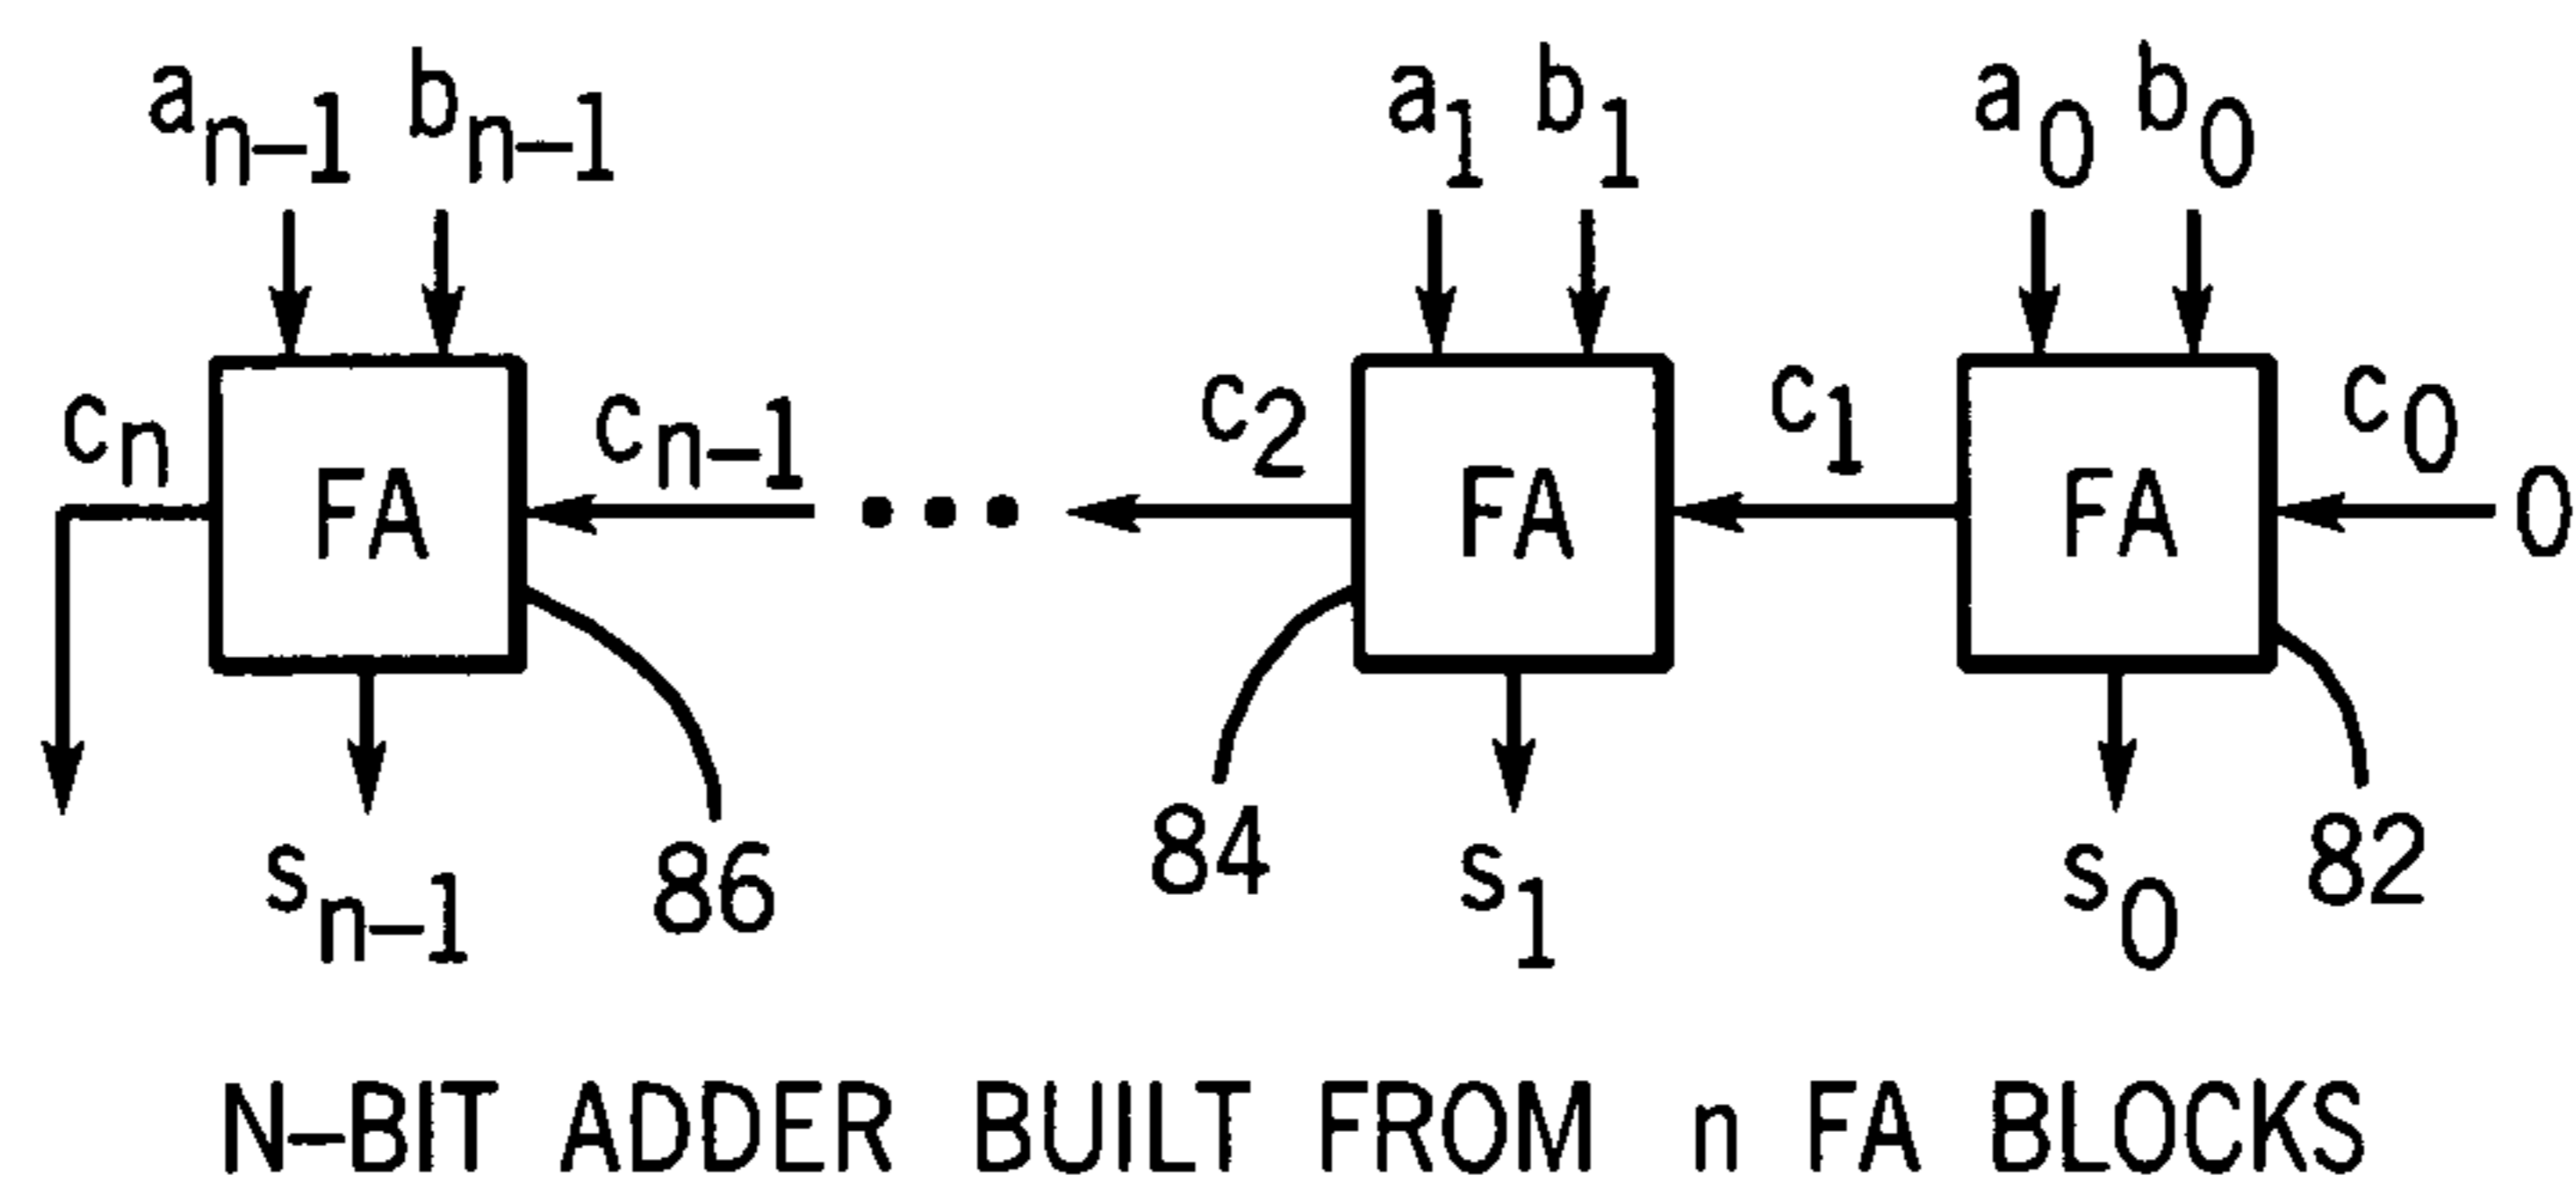 a_{n-1} b_{n-1} a_1 b_1 a_0 b_0
c_n c_{n-1} c_2 c_1 c_0
FA FA FA 0
86 84 82
s_{n-1} s_1 s_0
N-BIT ADDER BUILT FROM n FA BLOCKS